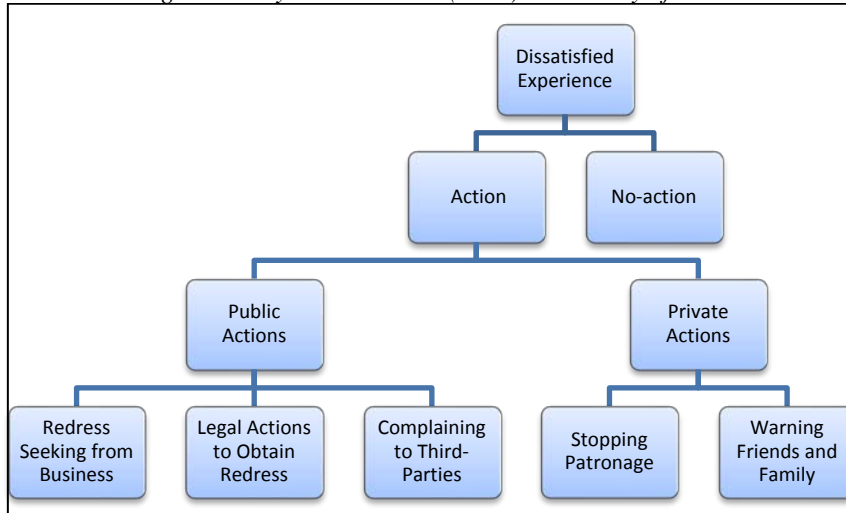 Dissatisfied
Experience
Action
No-action
Public
Actions
Private
Actions
Redress
Seeking from
Business
Legal Actions
to Obtain
Redress
Complaining
to Third-
Parties
Stopping
Patronage
Warning
Friends and
Family